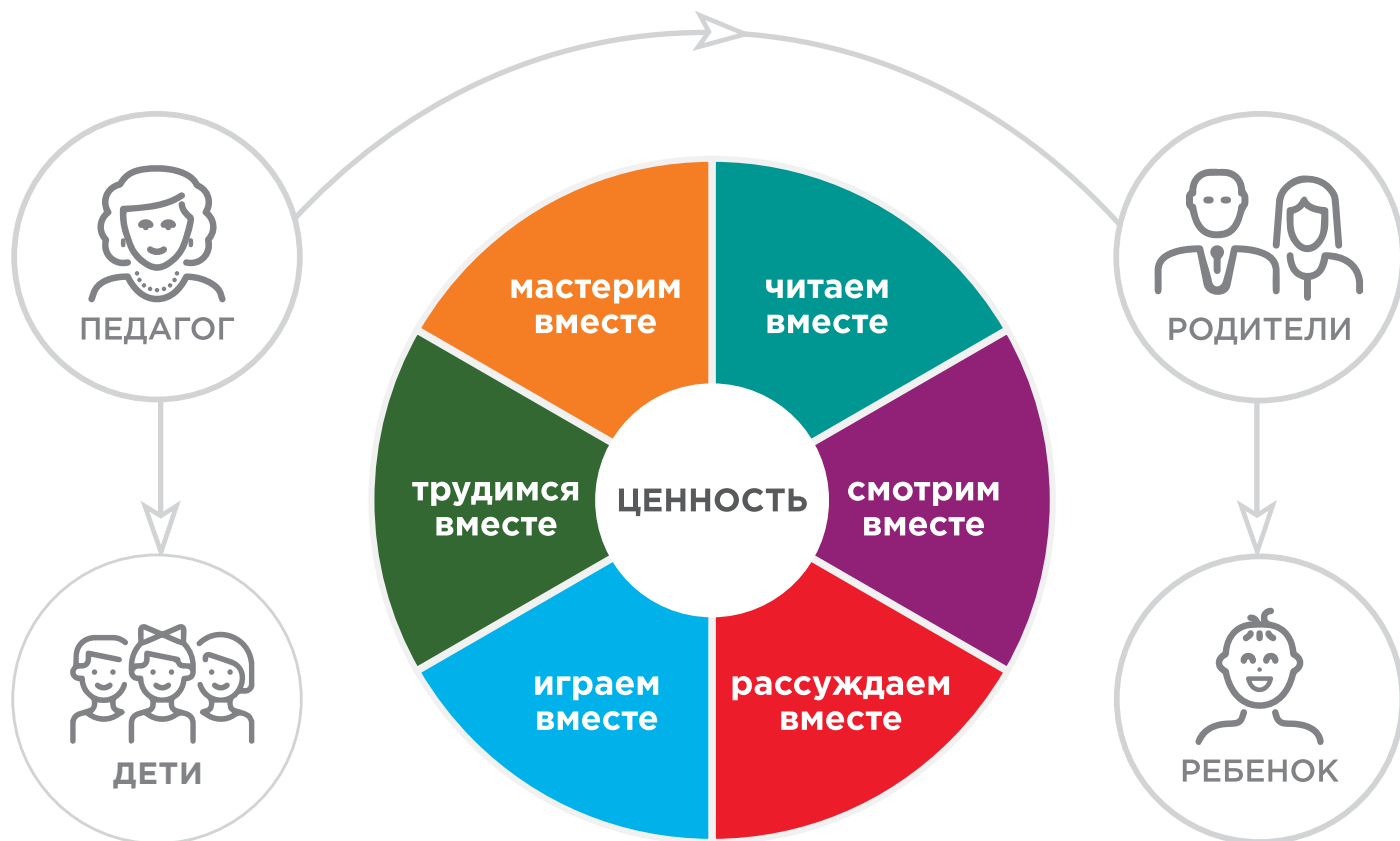 ПЕДАГОГ
РОДИТЕЛИ
мастерим
вместе
читаем
вместе
трудимся
вместе
ЦЕННОСТЬ
смотрим
вместе
играем
вместе
рассуждаем
вместе
ДЕТИ
РЕБЕНОК